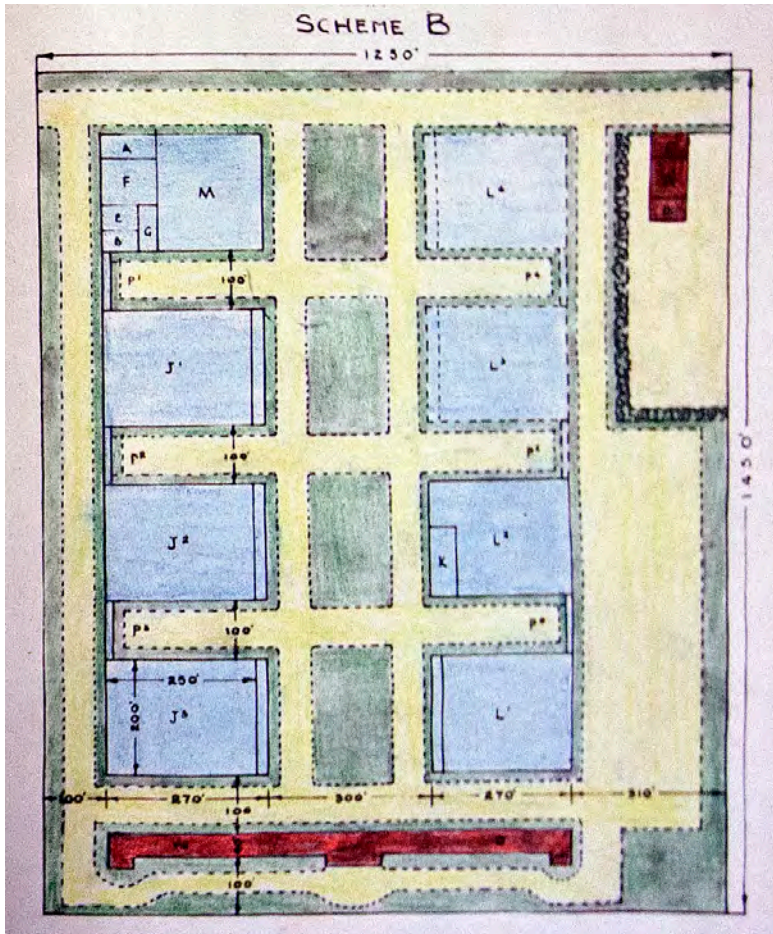 SCHEME B
1250'
A
F
M
E
G
B
L⁴
P¹
100'
P⁴
J¹
L³
1450'
P²
100'
J²
L²
K
P³
100'
250'
200'
J³
L¹
100'
270'
300'
270'
310'
100'
100'